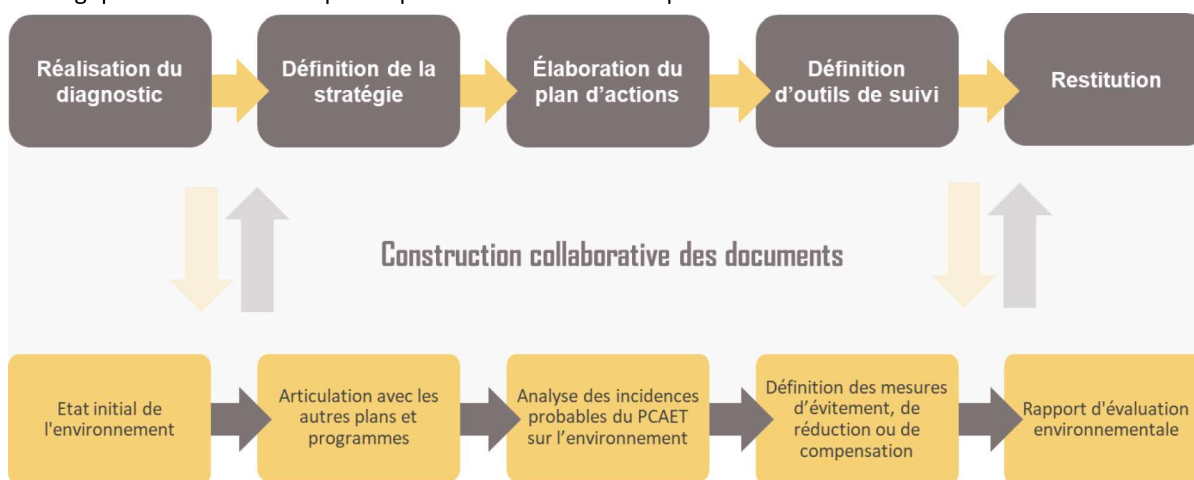 Réalisation du
diagnostic
Définition de la
stratégie
Élaboration du
plan d'actions
Définition
d'outils de suivi
Restitution
Construction collaborative des documents
Etat initial de
l'environnement
Articulation avec les
autres plans et
programmes
Analyse des incidences
probables du PCAET
sur l'environnement
Définition des mesures
d'évitement, de
réduction ou de
compensation
Rapport d'évaluation
environnementale